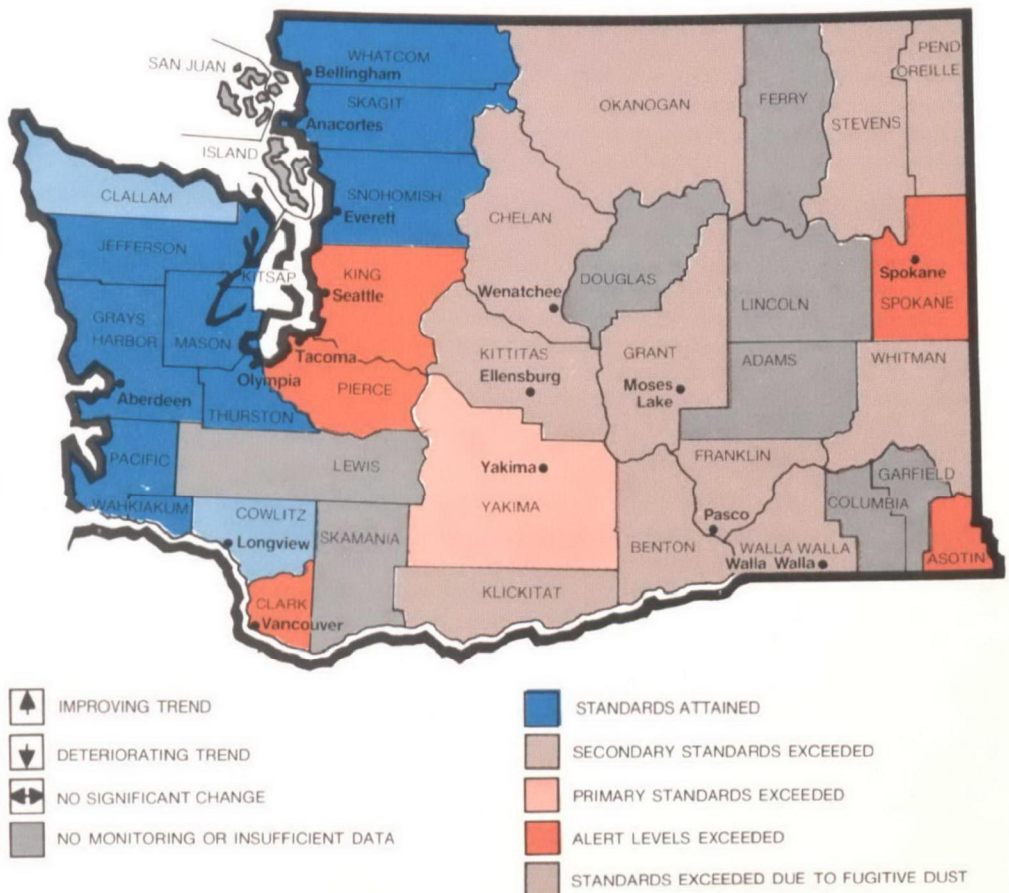 WHATCOM
SAN JUAN
Bellingham
SKAGIT
Anacortes
ISLAND
SNOHOMISH
Everett
CLALLAM
JEFFERSON
KITSAP
KING
Seattle
GRAYS
HARBOR
MASON
Tacoma
Olympia
PIERCE
Aberdeen
THURSTON
PACIFIC
LEWIS
WAHKIAKUM
COWLITZ
Longview
SKAMANIA
CLARK
Vancouver
OKANOGAN
FERRY
STEVENS
PEND
OREILLE
CHELAN
DOUGLAS
Wenatchee
LINCOLN
Spokane
SPOKANE
KITTITAS
Ellensburg
GRANT
Moses
Lake
ADAMS
WHITMAN
Yakima
YAKIMA
FRANKLIN
GARFIELD
COLUMBIA
Pasco
BENTON
WALLA WALLA
Walla Walla
ASOTIN
KLICKITAT
IMPROVING TREND
DETERIORATING TREND
NO SIGNIFICANT CHANGE
NO MONITORING OR INSUFFICIENT DATA
STANDARDS ATTAINED
SECONDARY STANDARDS EXCEEDED
PRIMARY STANDARDS EXCEEDED
ALERT LEVELS EXCEEDED
STANDARDS EXCEEDED DUE TO FUGITIVE DUST